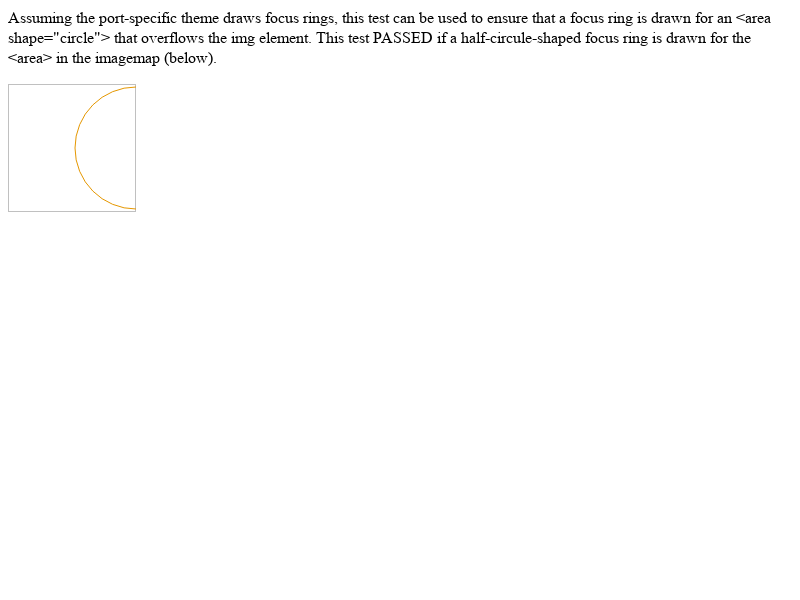 Assuming the port-specific theme draws focus rings, this test can be used to ensure that a focus ring is drawn for an <area
shape="circle"> that overflows the img element. This test PASSED if a half-circule-shaped focus ring is drawn for the
<area> in the imagemap (below).